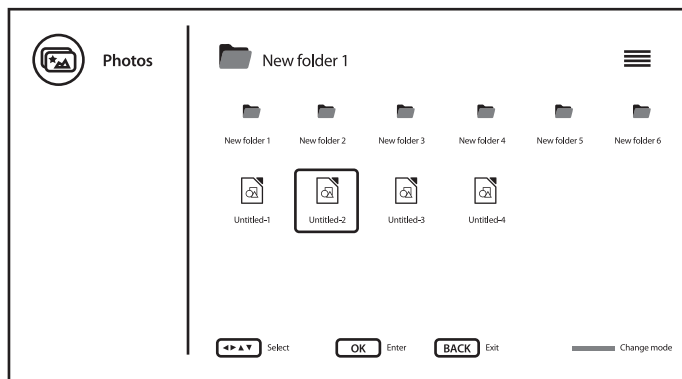 Photos
New folder 1
New folder 1 New folder 2 New folder 3 New folder 4 New folder 5 New folder 6
Untitled-1 Untitled-2 Untitled-3 Untitled-4
◄►▲▼ Select OK Enter BACK Exit Change mode